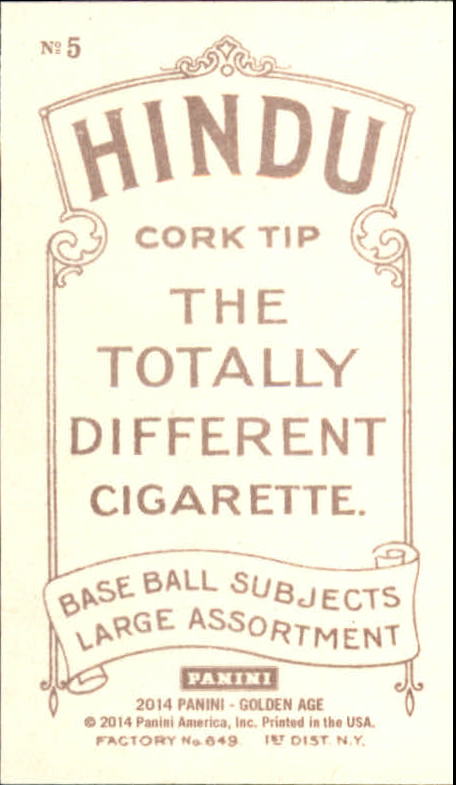 Nº 5
HINDU
CORK TIP
THE
TOTALLY
DIFFERENT
CIGARETTE.
BASE BALL SUBJECTS
LARGE ASSORTMENT
PANINI
2014 PANINI - GOLDEN AGE
© 2014 Panini America, Inc. Printed in the USA.
FACTORY No. 649. 1ST DIST. N.Y.